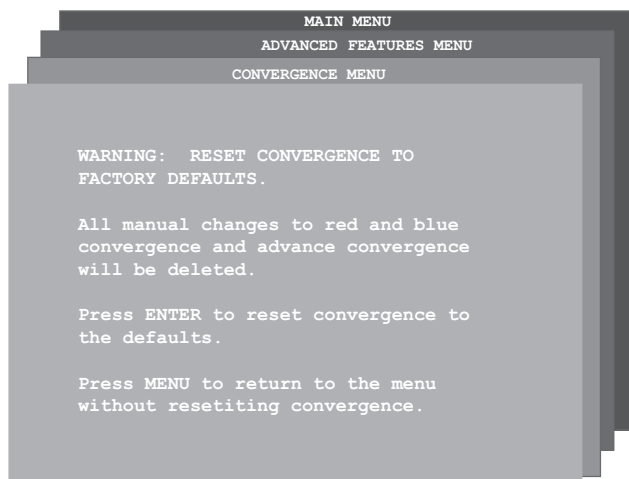 MAIN MENU
ADVANCED FEATURES MENU
CONVERGENCE MENU
WARNING:  RESET CONVERGENCE TO
FACTORY DEFAULTS.
All manual changes to red and blue
convergence and advance convergence
will be deleted.
Press ENTER to reset convergence to
the defaults.
Press MENU to return to the menu
without resetiting convergence.